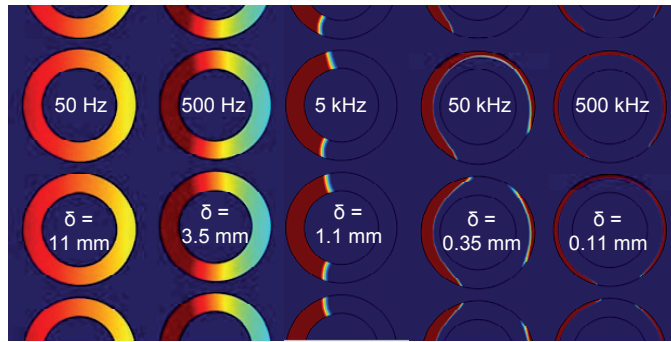 50 Hz
500 Hz
5 kHz
50 kHz
500 kHz
δ =
11 mm
δ =
3.5 mm
δ =
1.1 mm
δ =
0.35 mm
δ =
0.11 mm